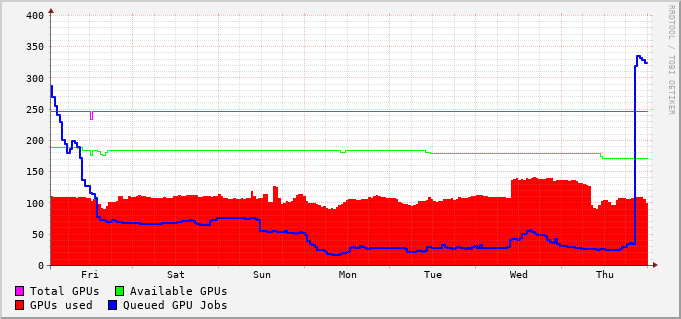 400
350
300
250
200
150
100
50
0
Fri Sat Sun Mon Tue Wed Thu
Total GPUs Available GPUs
GPUs used Queued GPU Jobs
RRDTOOL / TOBI OETIKER